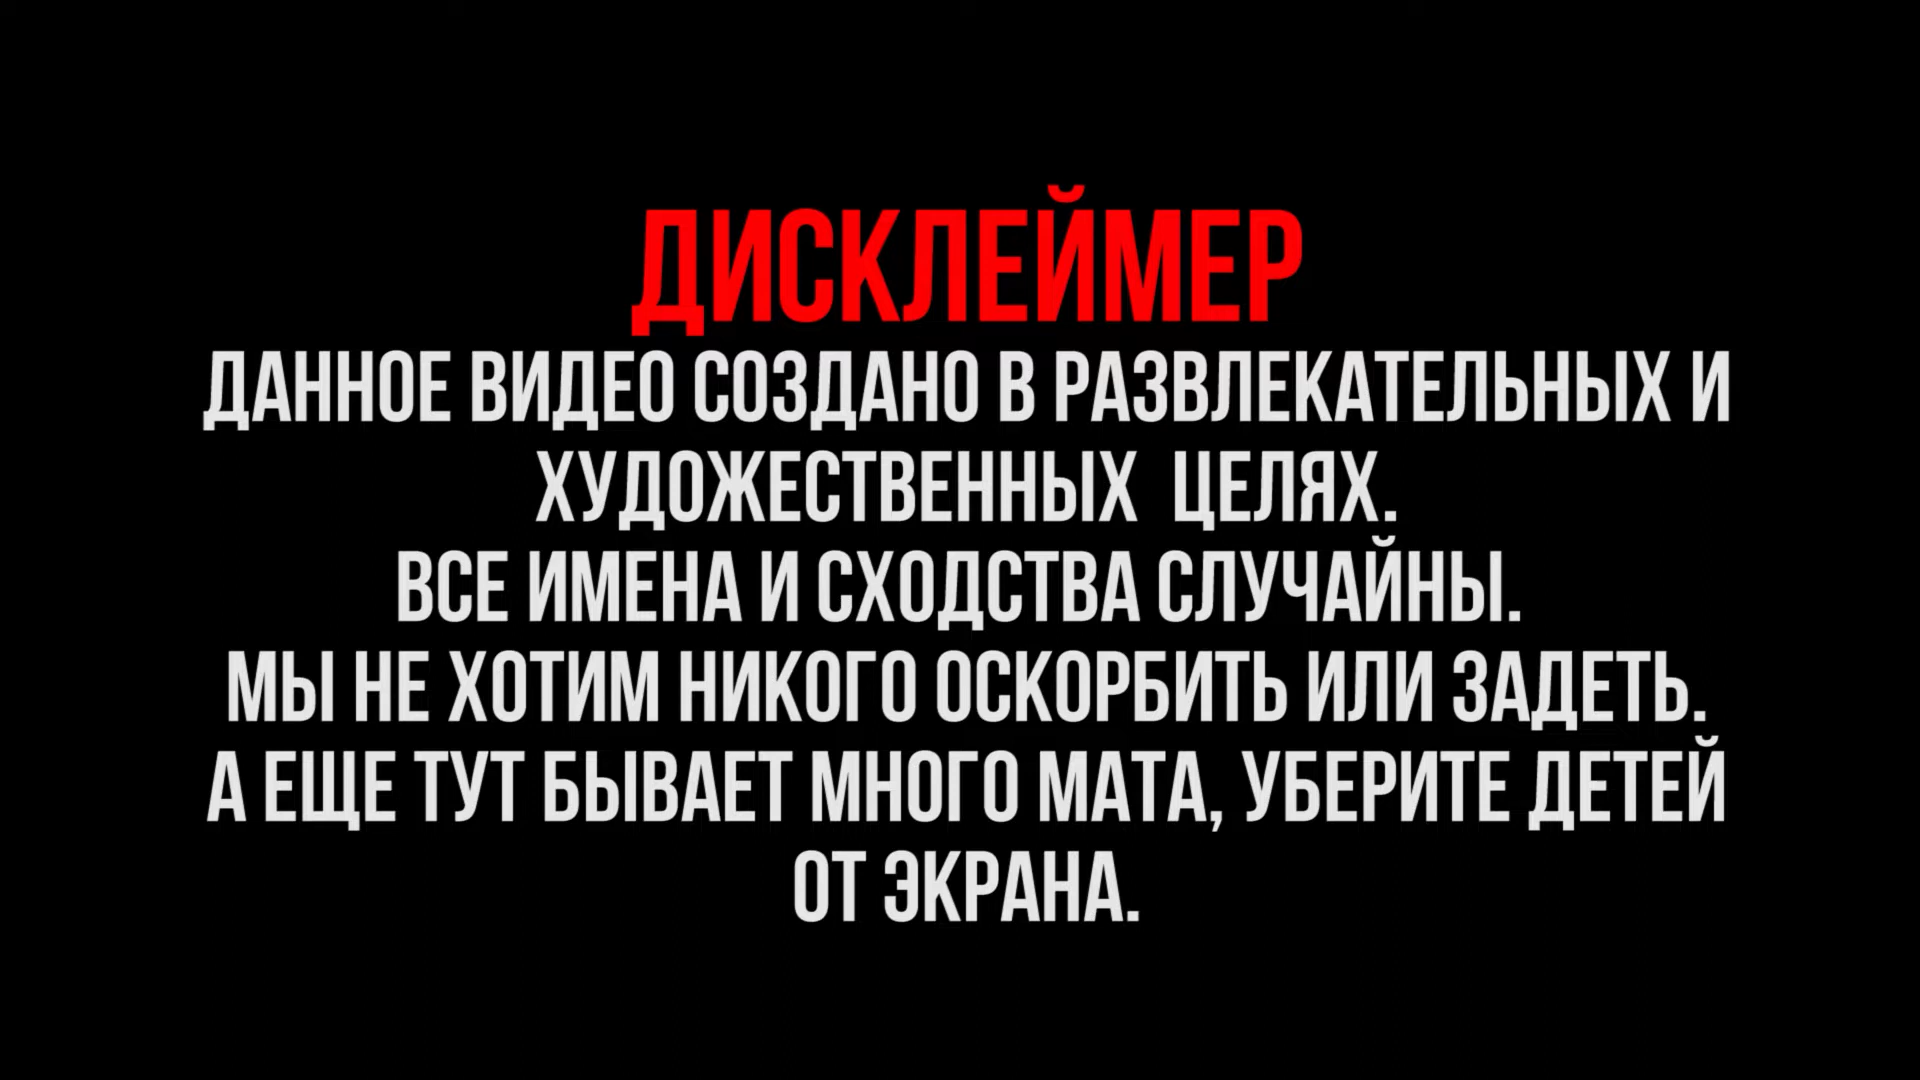 ДИСКЛЕЙМЕР
ДАННОЕ ВИДЕО СОЗДАНО В РАЗВЛЕКАТЕЛЬНЫХ И
ХУДОЖЕСТВЕННЫХ ЦЕЛЯХ.
ВСЕ ИМЕНА И СХОДСТВА СЛУЧАЙНЫ.
МЫ НЕ ХОТИМ НИКОГО ОСКОРБИТЬ ИЛИ ЗАДЕТЬ.
А ЕЩЕ ТУТ БЫВАЕТ МНОГО МАТА, УБЕРИТЕ ДЕТЕЙ
ОТ ЭКРАНА.